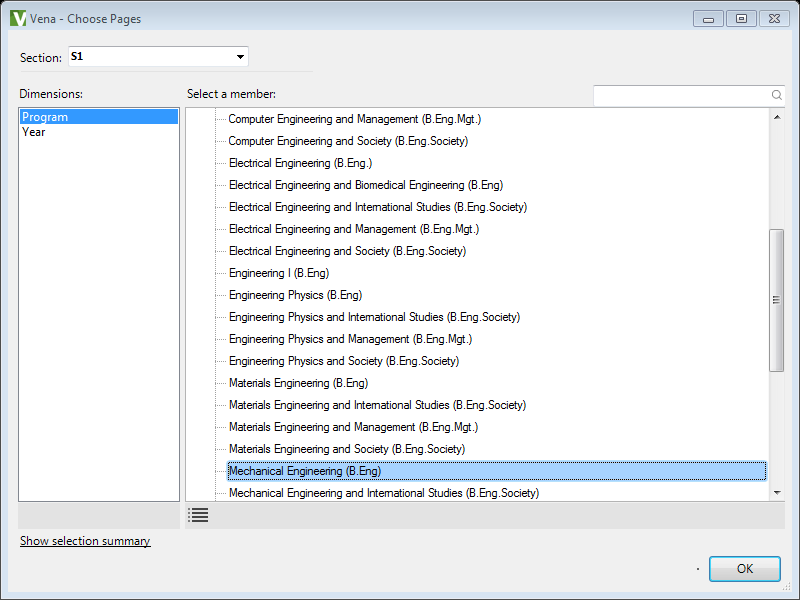 Vena - Choose Pages
Section: S1
Dimensions:
Program
Year
Select a member:
Computer Engineering and Management (B.Eng.Mgt.)
Computer Engineering and Society (B.Eng.Society)
Electrical Engineering (B.Eng.)
Electrical Engineering and Biomedical Engineering (B.Eng)
Electrical Engineering and International Studies (B.Eng.Society)
Electrical Engineering and Management (B.Eng.Mgt.)
Electrical Engineering and Society (B.Eng.Society)
Engineering I (B.Eng)
Engineering Physics (B.Eng)
Engineering Physics and International Studies (B.Eng.Society)
Engineering Physics and Management (B.Eng.Mgt.)
Engineering Physics and Society (B.Eng.Society)
Materials Engineering (B.Eng)
Materials Engineering and International Studies (B.Eng.Society)
Materials Engineering and Management (B.Eng.Mgt.)
Materials Engineering and Society (B.Eng.Society)
Mechanical Engineering (B.Eng)
Mechanical Engineering and International Studies (B.Eng.Society)
Show selection summary
OK